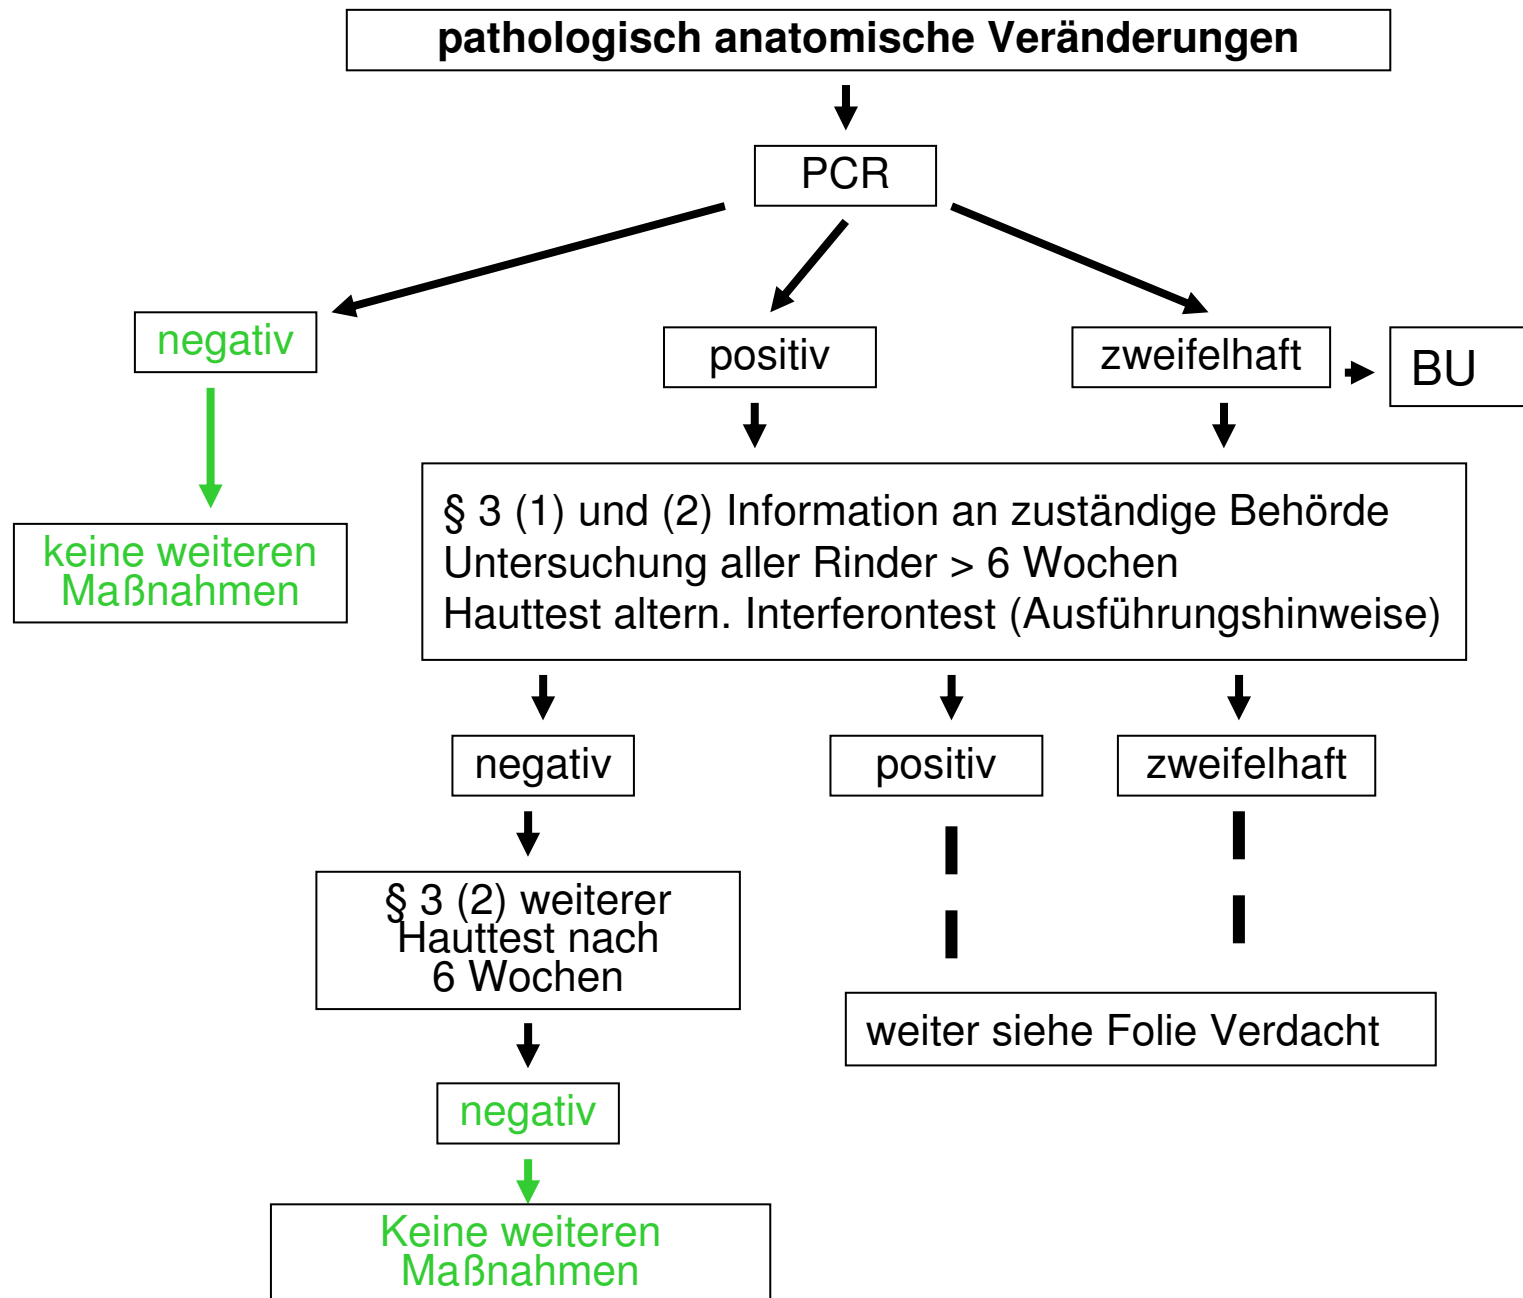 pathologisch anatomische Veränderungen
PCR
negativ
positiv
zweifelhaft
BU
keine weiteren
Maßnahmen
§ 3 (1) und (2) Information an zuständige Behörde
Untersuchung aller Rinder > 6 Wochen
Hauttest altern. Interferontest (Ausführungshinweise)
negativ
positiv
zweifelhaft
§ 3 (2) weiterer
Hauttest nach
6 Wochen
weiter siehe Folie Verdacht
negativ
Keine weiteren
Maßnahmen